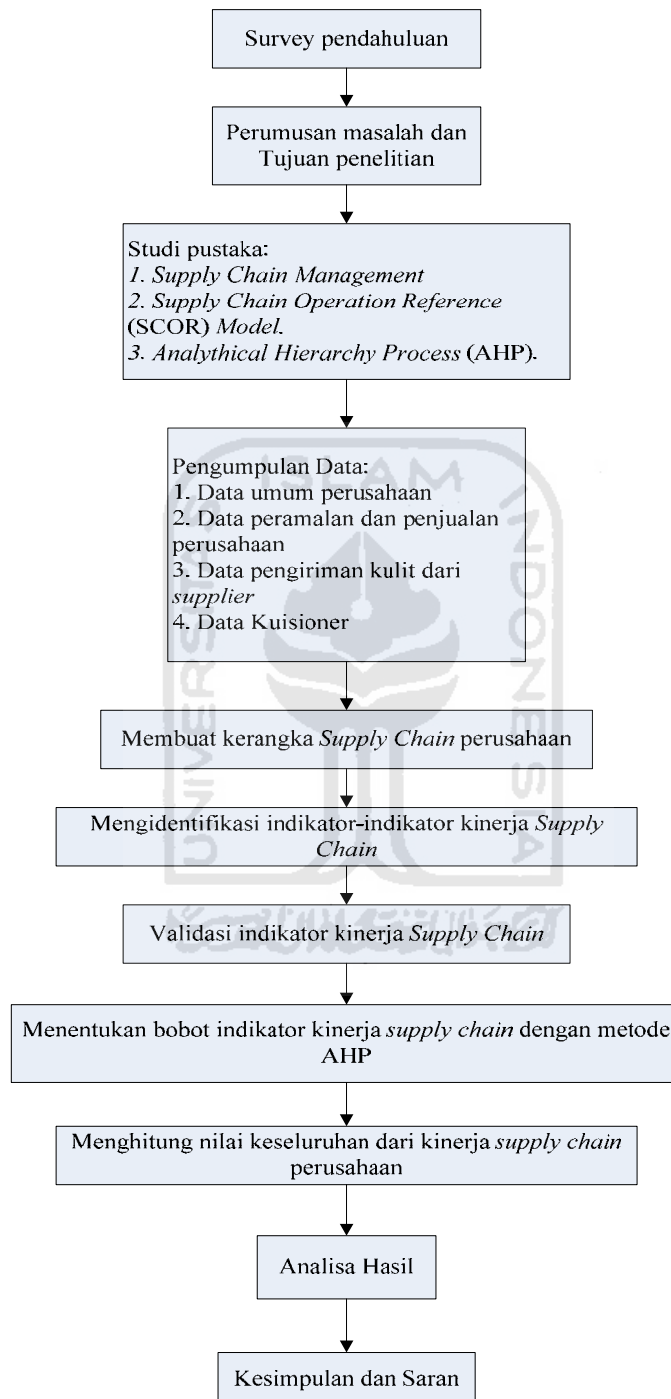 Survey pendahuluan
Perumusan masalah dan
Tujuan penelitian
Studi pustaka:
1. Supply Chain Management
2. Supply Chain Operation Reference
(SCOR) Model.
3. Analythical Hierarchy Process (AHP).
Pengumpulan Data:
1. Data umum perusahaan
2. Data peramalan dan penjualan
perusahaan
3. Data pengiriman kulit dari
supplier
4. Data Kuisioner
Membuat kerangka Supply Chain perusahaan
Mengidentifikasi indikator-indikator kinerja Supply
Chain
Validasi indikator kinerja Supply Chain
Menentukan bobot indikator kinerja supply chain dengan metode
AHP
Menghitung nilai keseluruhan dari kinerja supply chain
perusahaan
Analisa Hasil
Kesimpulan dan Saran
UNIVERSITAS
ISLAM
INDONESIA